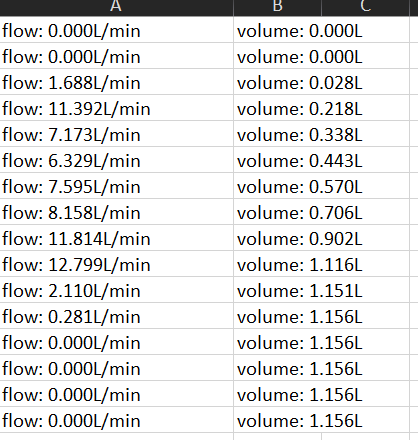 A B C
flow: 0.000L/min volume: 0.000L
flow: 0.000L/min volume: 0.000L
flow: 1.688L/min volume: 0.028L
flow: 11.392L/min volume: 0.218L
flow: 7.173L/min volume: 0.338L
flow: 6.329L/min volume: 0.443L
flow: 7.595L/min volume: 0.570L
flow: 8.158L/min volume: 0.706L
flow: 11.814L/min volume: 0.902L
flow: 12.799L/min volume: 1.116L
flow: 2.110L/min volume: 1.151L
flow: 0.281L/min volume: 1.156L
flow: 0.000L/min volume: 1.156L
flow: 0.000L/min volume: 1.156L
flow: 0.000L/min volume: 1.156L
flow: 0.000L/min volume: 1.156L